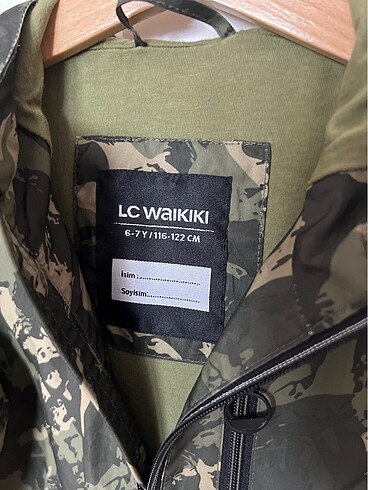 LC WAIKIKI
6-7 Y / 116-122 CM
İsim :........................
Soyisim:.....................